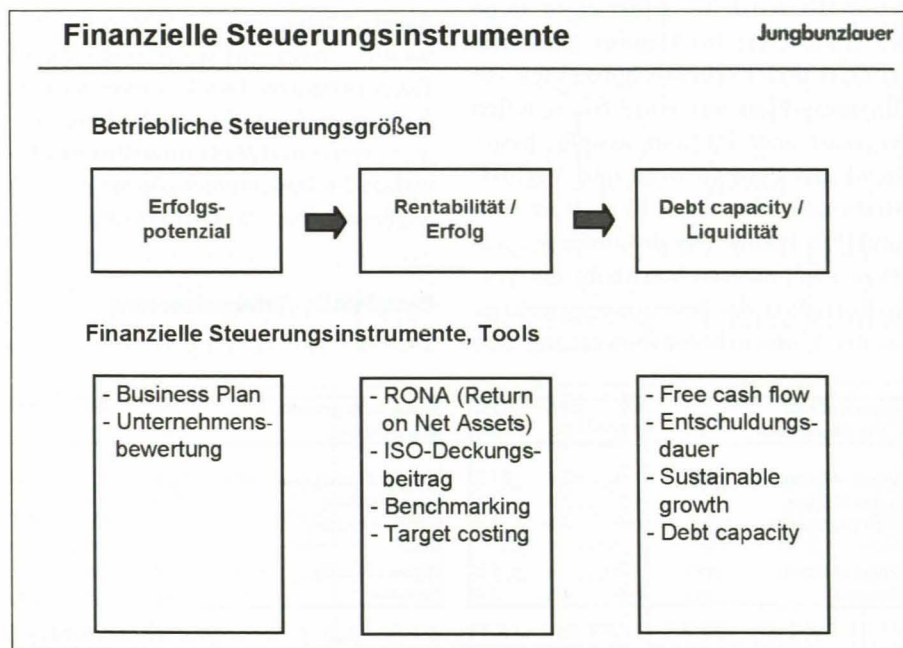 Finanzielle Steuerungsinstrumente
Jungbunzlauer
Betriebliche Steuerungsgrößen
Erfolgs-
potenzial
Rentabilität /
Erfolg
Debt capacity /
Liquidität
Finanzielle Steuerungsinstrumente, Tools
- Business Plan
- Unternehmens-
bewertung
- RONA (Return
on Net Assets)
- ISO-Deckungs-
beitrag
- Benchmarking
- Target costing
- Free cash flow
- Entschuldungs-
dauer
- Sustainable
growth
- Debt capacity